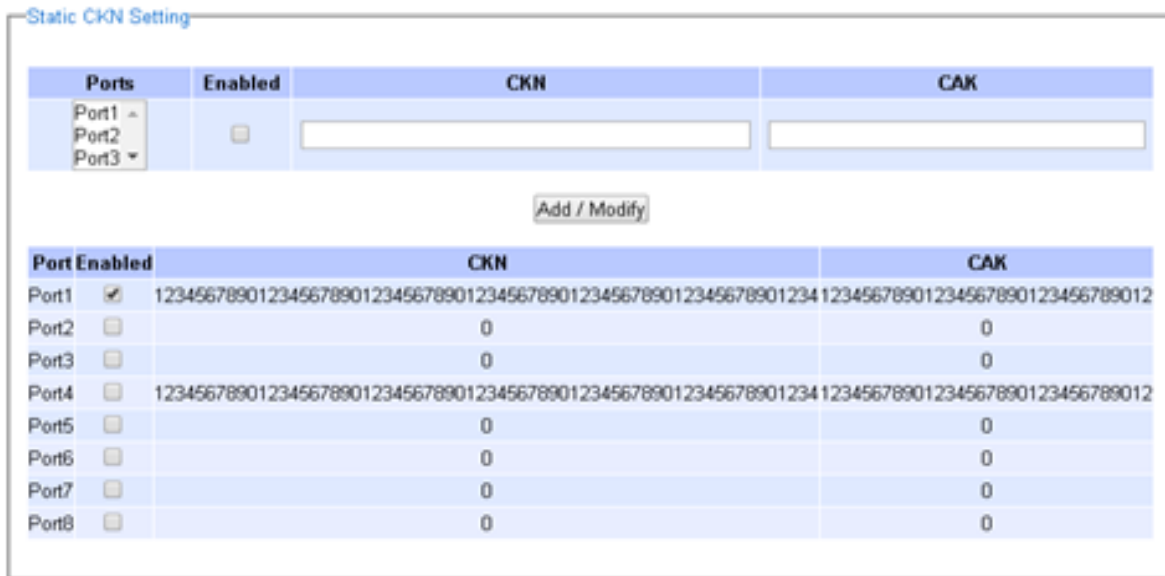 Static CKN Setting
Ports Enabled CKN CAK
Port1
Port2
Port3
Add / Modify
Port Enabled CKN CAK
Port1 1234567890123456789012345678901234567890123456789012345678901234 12345678901234567890123456789012
Port2 0 0
Port3 0 0
Port4 1234567890123456789012345678901234567890123456789012345678901234 12345678901234567890123456789012
Port5 0 0
Port6 0 0
Port7 0 0
Port8 0 0